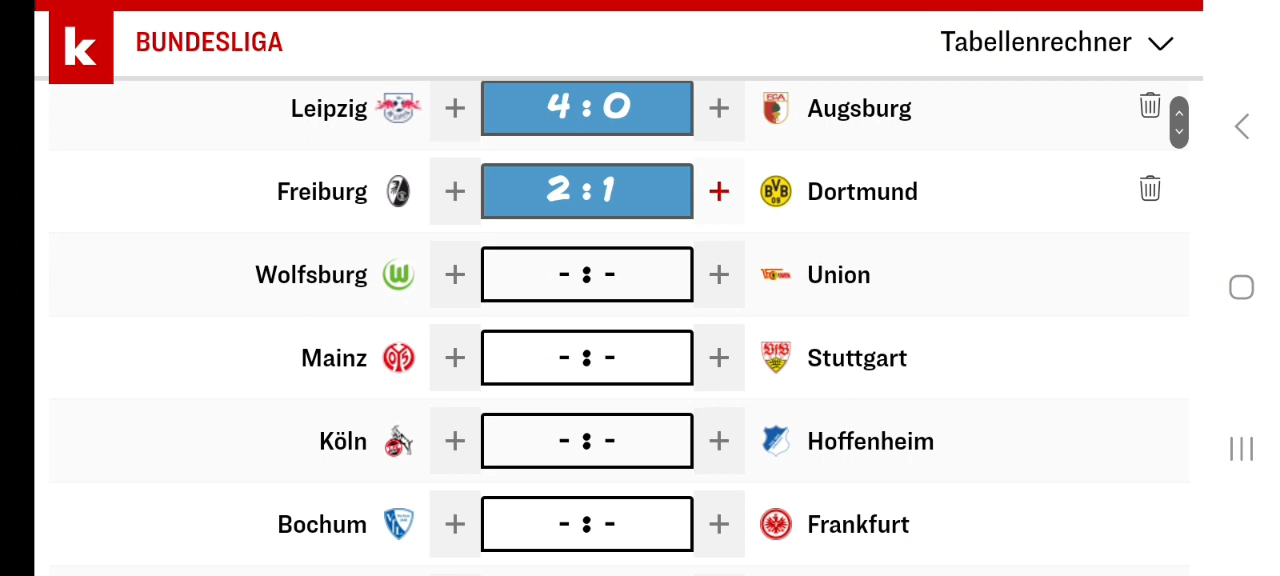 k BUNDESLIGA Tabellenrechner
Leipzig + 4:0 + Augsburg
Freiburg + 2:1 + Dortmund
Wolfsburg + -:- + Union
Mainz + -:- + Stuttgart
Köln + -:- + Hoffenheim
Bochum + -:- + Frankfurt